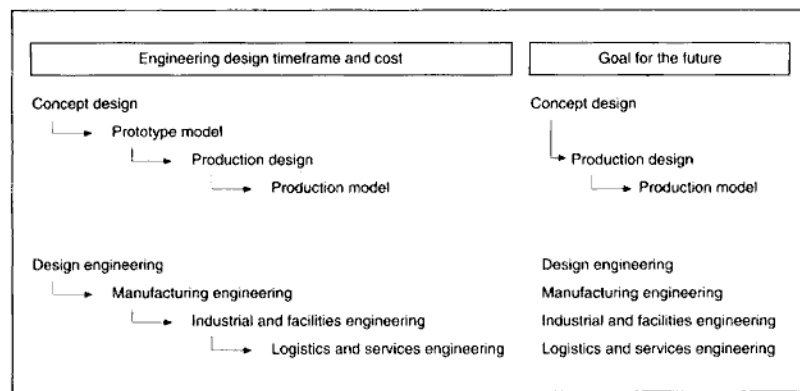 Engineering design timeframe and cost
Goal for the future
Concept design
Prototype model
Production design
Production model
Concept design
Production design
Production model
Design engineering
Manufacturing engineering
Industrial and facilities engineering
Logistics and services engineering
Design engineering
Manufacturing engineering
Industrial and facilities engineering
Logistics and services engineering